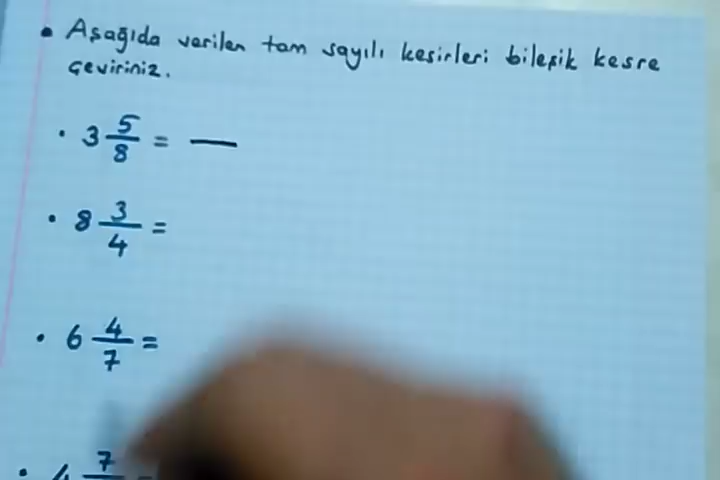 • Aşağıda verilen tam sayılı kesirleri bileşik kesre
çeviriniz.
• 3 5/8 = —
• 8 3/4 =
• 6 4/7 =